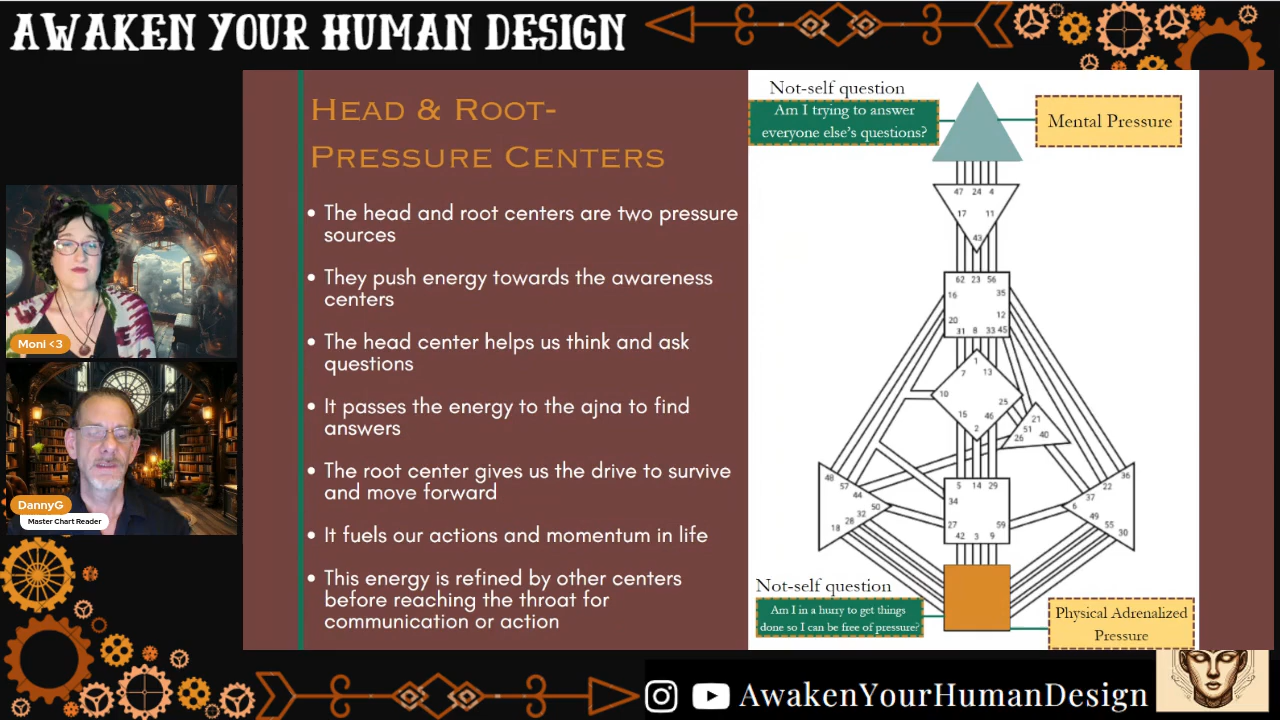 AWAKEN YOUR HUMAN DESIGN
HEAD & ROOT-
PRESSURE CENTERS
• The head and root centers are two pressure
sources
• They push energy towards the awareness
centers
• The head center helps us think and ask
questions
• It passes the energy to the ajna to find
answers
• The root center gives us the drive to survive
and move forward
• It fuels our actions and momentum in life
• This energy is refined by other centers
before reaching the throat for
communication or action
Not-self question
Am I trying to answer
everyone else's questions?
Mental Pressure
47 24 4
17 11
43
62 23 56
16 35
20 12
31 8 33 45
1
7 13
10
25
15 46
2
21
51
26 40
48
57
44
50
32
28
18
5 14 29
34
27 59
42 3 9
36
22
37
6
49
55
30
Not-self question
Am I in a hurry to get things
done so I can be free of pressure?
Physical Adrenalized
Pressure
Moni <3
DannyG
Master Chart Reader
AwakenYourHumanDesign